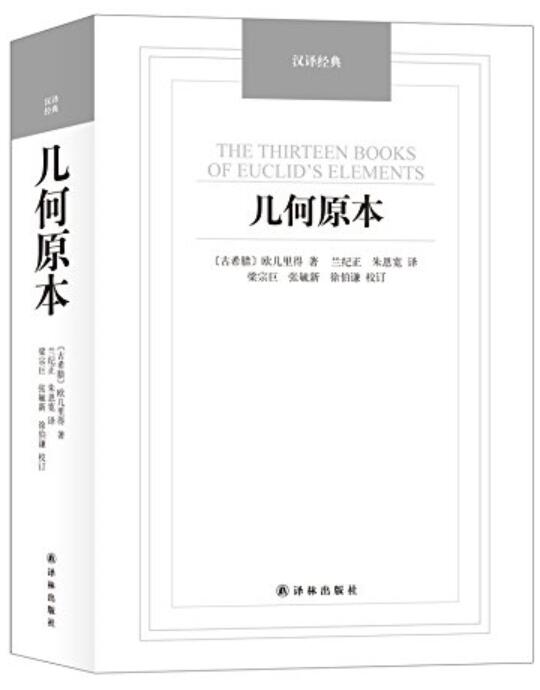 汉译经典
THE THIRTEEN BOOKS
OF EUCLID'S ELEMENTS
几何原本
〔古希腊〕欧几里得 著 兰纪正 朱恩宽 译
梁宗巨 张毓新 徐伯谦 校订
译林出版社
汉译
经典
几何原本
〔古希腊〕欧几里得 著
兰纪正 朱恩宽 译
梁宗巨 张毓新 徐伯谦 校订
译林出版社